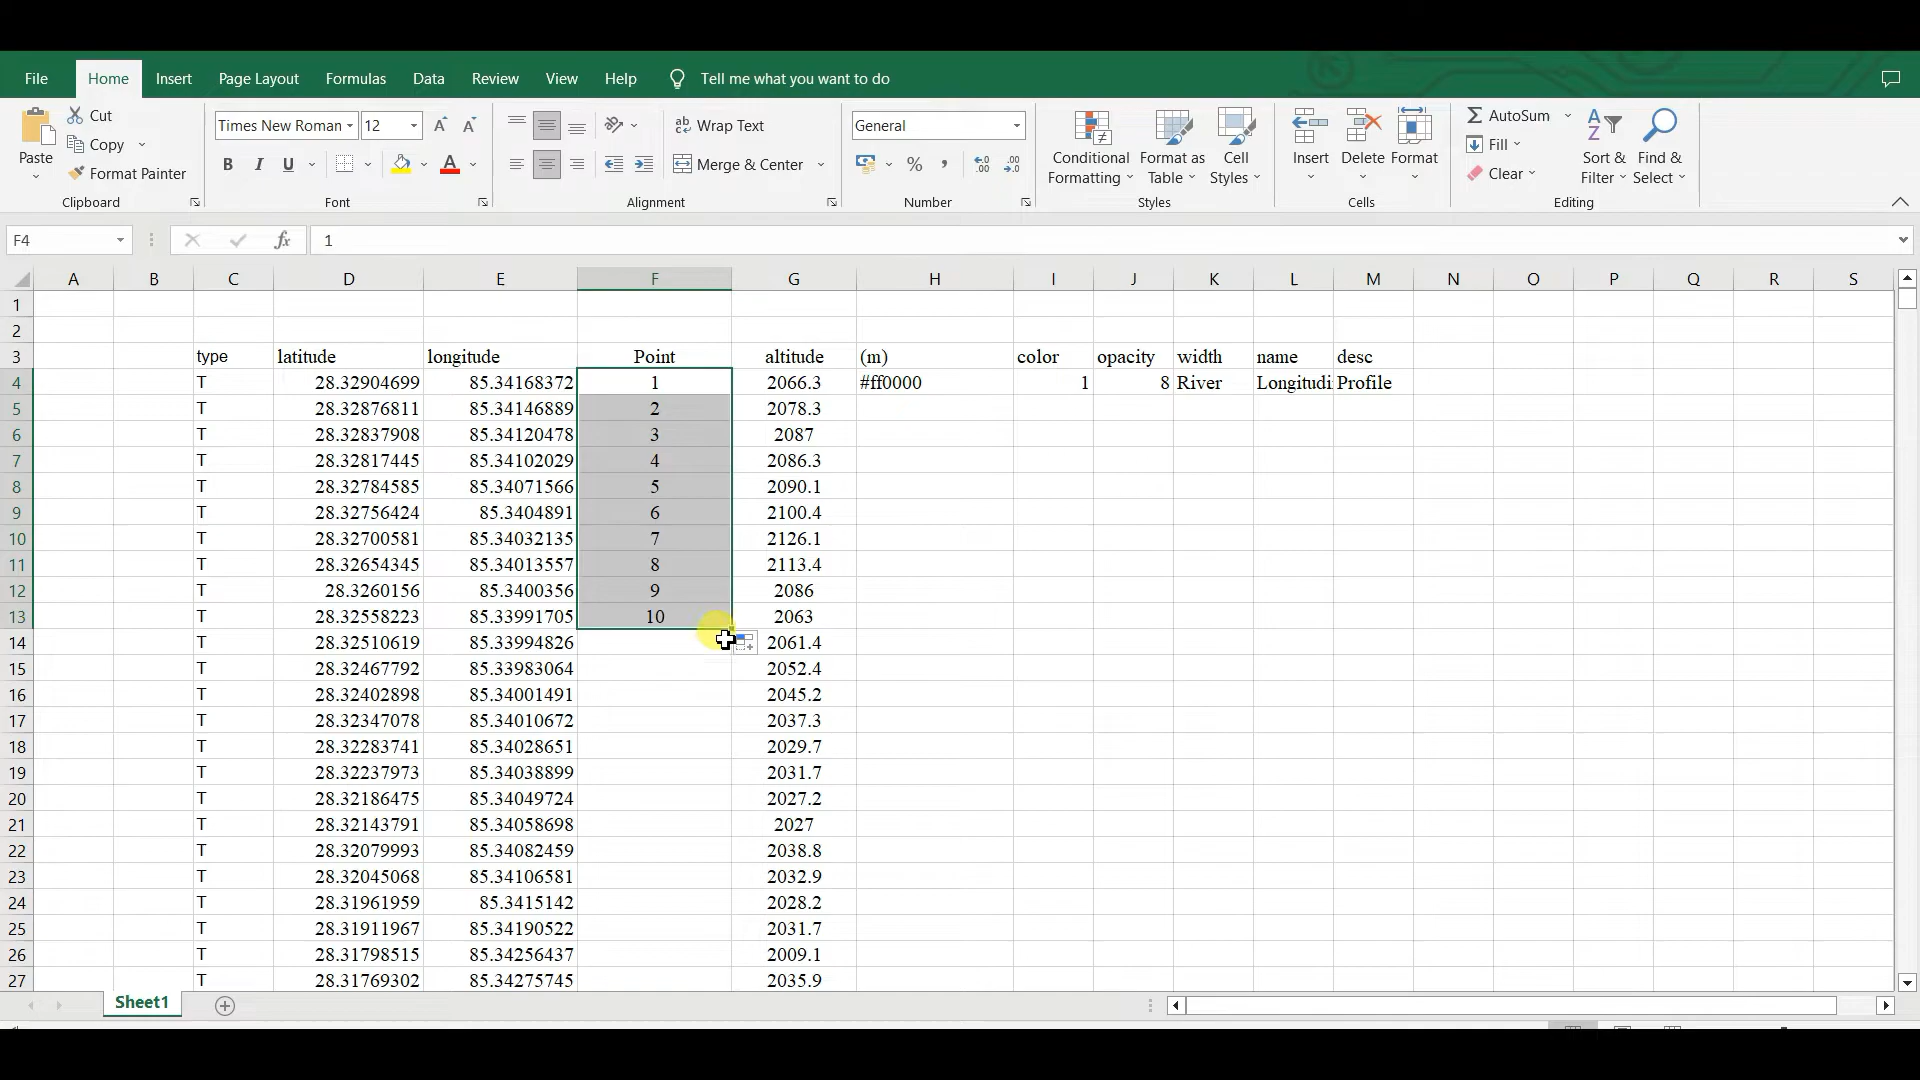 File Home Insert Page Layout Formulas Data Review View Help Tell me what you want to do
Paste Cut Copy Format Painter Clipboard
Times New Roman 12 B I U A Font
Wrap Text Merge & Center Alignment
General % , Number
Conditional Formatting Format as Table Cell Styles Styles
Insert Delete Format Cells
AutoSum Fill Clear Sort & Filter Find & Select Editing
F4 fx 1
A B C D E F G H I J K L M N O P Q R S
1
2
3 type latitude longitude Point altitude (m) color opacity width name desc
4 T 28.32904699 85.34168372 1 2066.3 #ff0000 1 8 River Longitudi Profile
5 T 28.32876811 85.34146889 2 2078.3
6 T 28.32837908 85.34120478 3 2087
7 T 28.32817445 85.34102029 4 2086.3
8 T 28.32784585 85.34071566 5 2090.1
9 T 28.32756424 85.3404891 6 2100.4
10 T 28.32700581 85.34032135 7 2126.1
11 T 28.32654345 85.34013557 8 2113.4
12 T 28.3260156 85.3400356 9 2086
13 T 28.32558223 85.33991705 10 2063
14 T 28.32510619 85.33994826 2061.4
15 T 28.32467792 85.33983064 2052.4
16 T 28.32402898 85.34001491 2045.2
17 T 28.32347078 85.34010672 2037.3
18 T 28.32283741 85.34028651 2029.7
19 T 28.32237973 85.34038899 2031.7
20 T 28.32186475 85.34049724 2027.2
21 T 28.32143791 85.34058698 2027
22 T 28.32079993 85.34082459 2038.8
23 T 28.32045068 85.34106581 2032.9
24 T 28.31961959 85.3415142 2028.2
25 T 28.31911967 85.34190522 2031.7
26 T 28.31798515 85.34256437 2009.1
27 T 28.31769302 85.34275745 2035.9
Sheet1